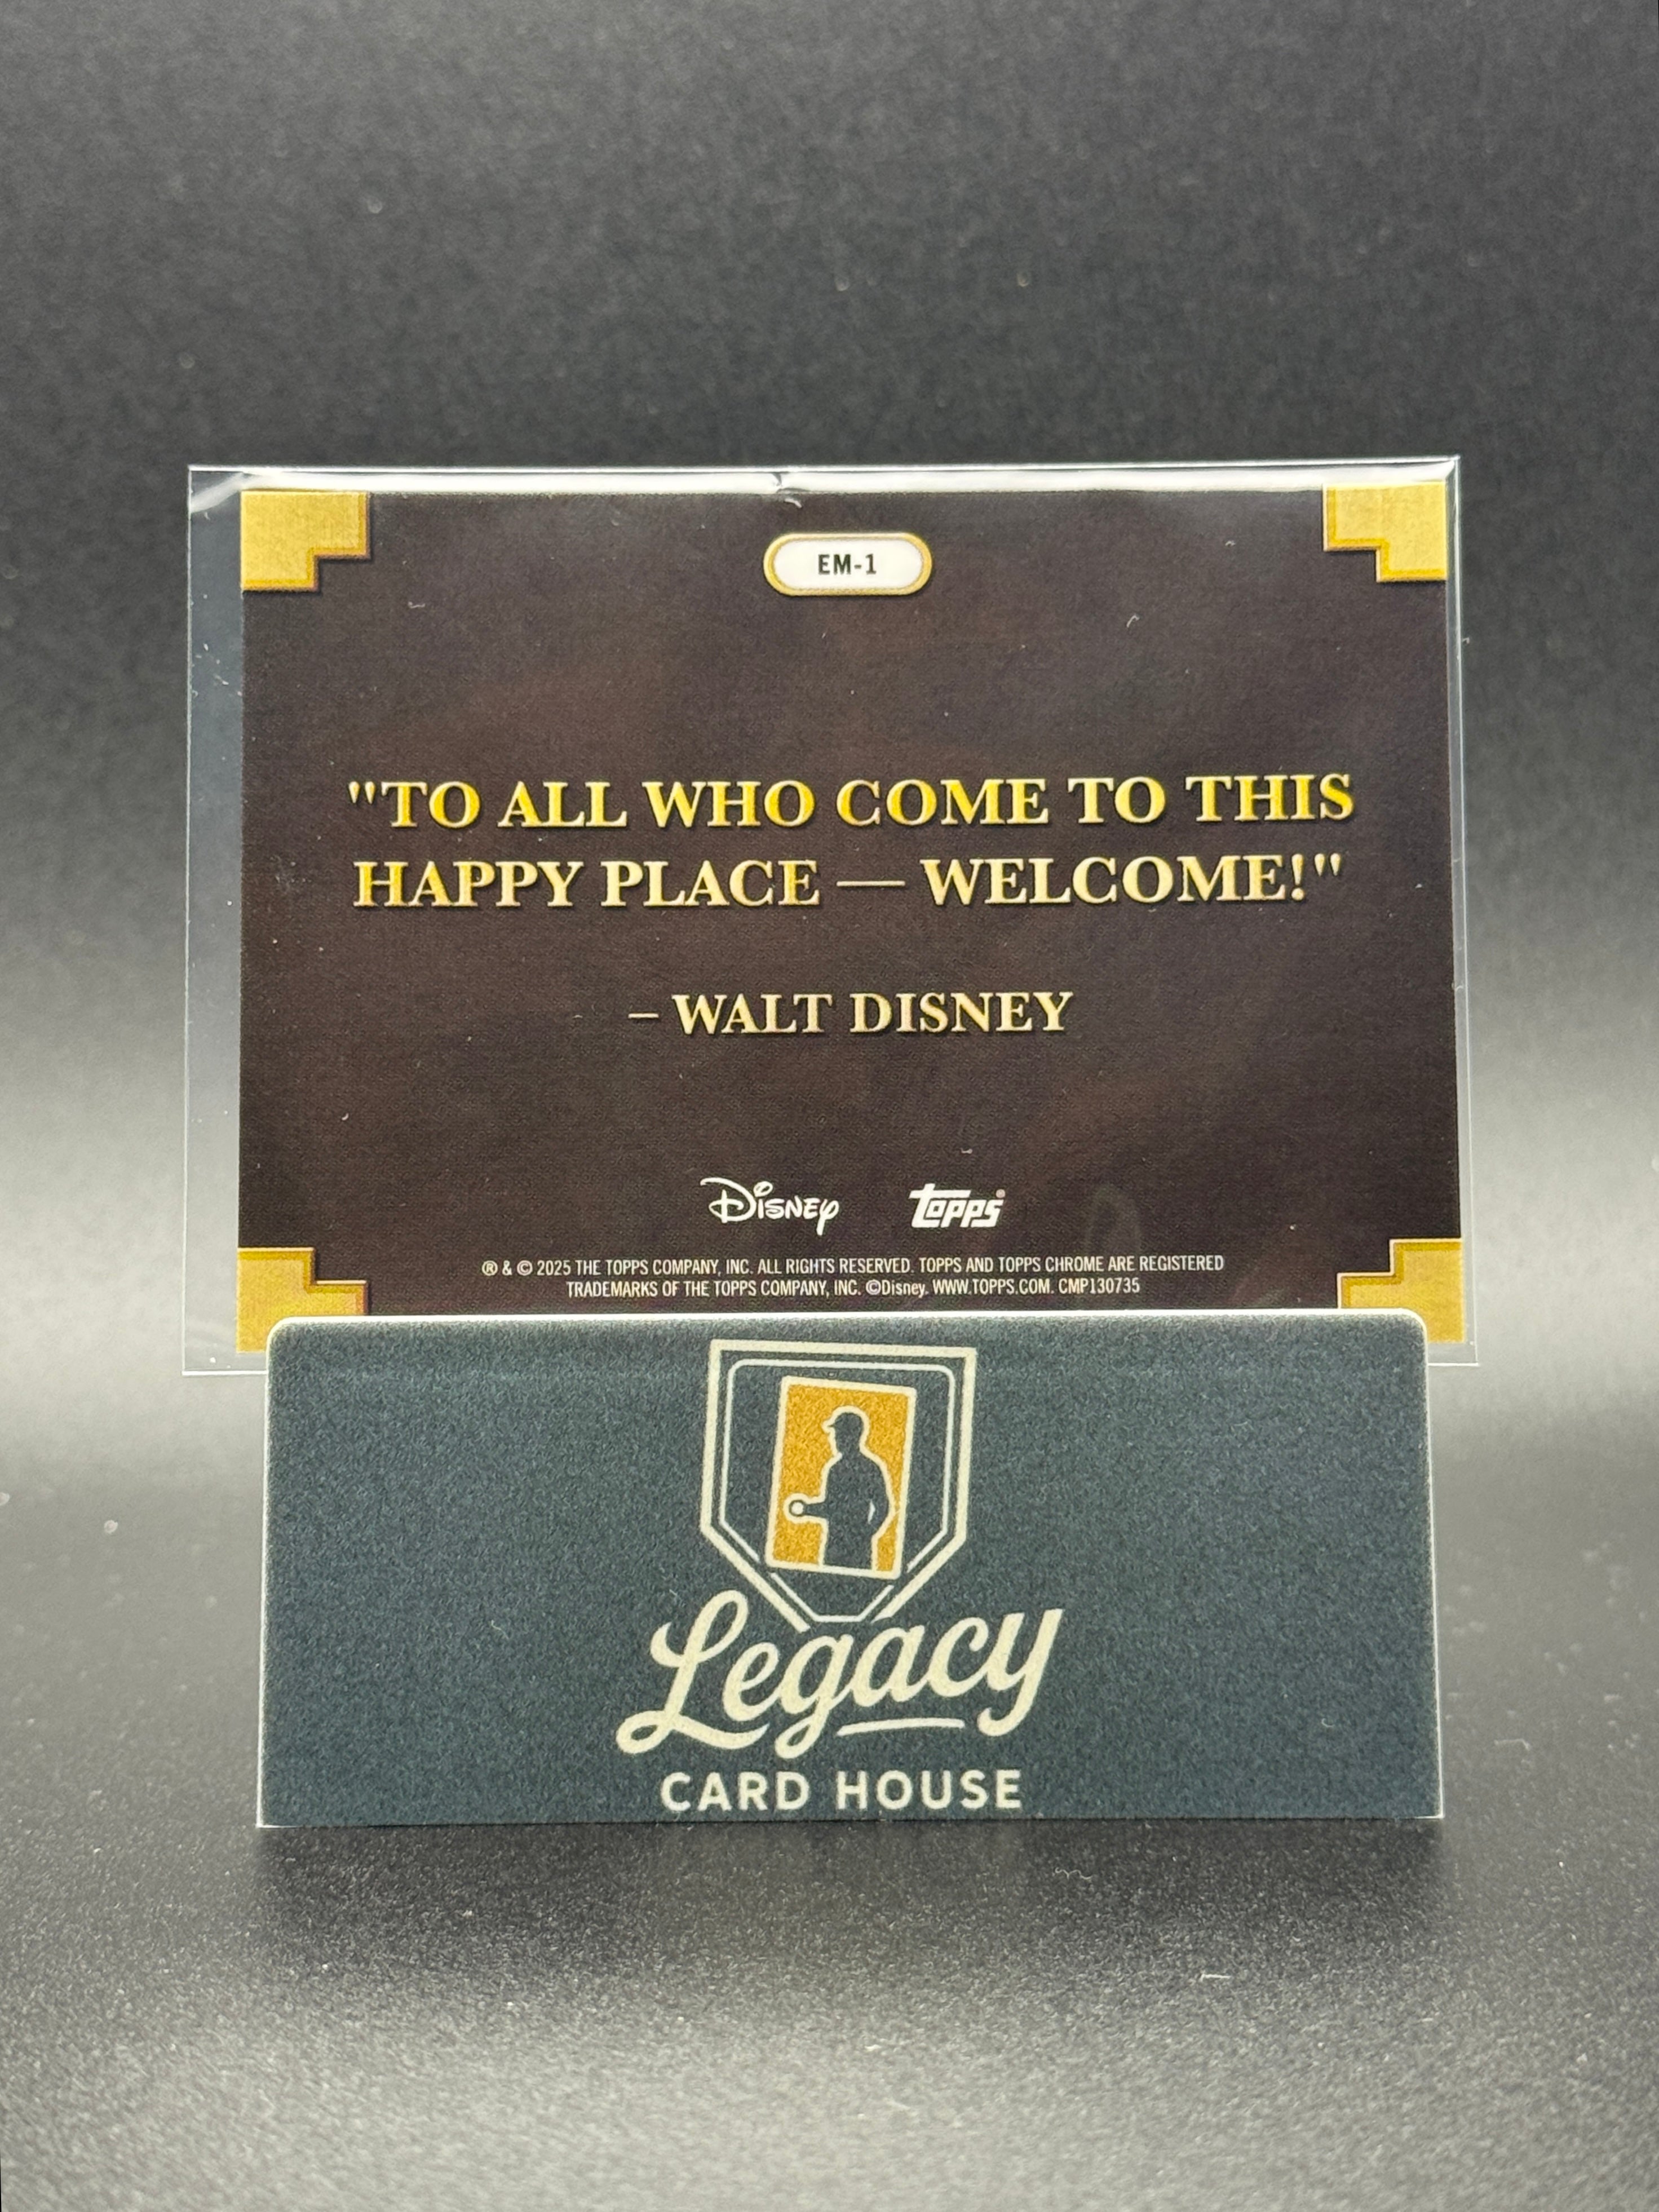 EM-1
"TO ALL WHO COME TO THIS
HAPPY PLACE — WELCOME!"
– WALT DISNEY
Disney topps
® & © 2025 THE TOPPS COMPANY, INC. ALL RIGHTS RESERVED. TOPPS AND TOPPS CHROME ARE REGISTERED
TRADEMARKS OF THE TOPPS COMPANY, INC. ©Disney. WWW.TOPPS.COM. CMP130735
Legacy
CARD HOUSE